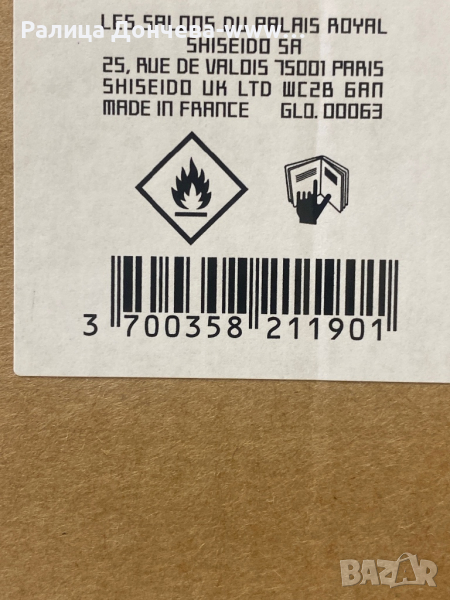 LES SALONS DU PALAIS ROYAL
Ралица Дончева-www...
SHISEIDO SA
25, RUE DE VALOIS 75001 PARIS
SHISEIDO UK LTD WC2B 6AN
MADE IN FRANCE GLO. 00063
3 700358 211901
BAZAR